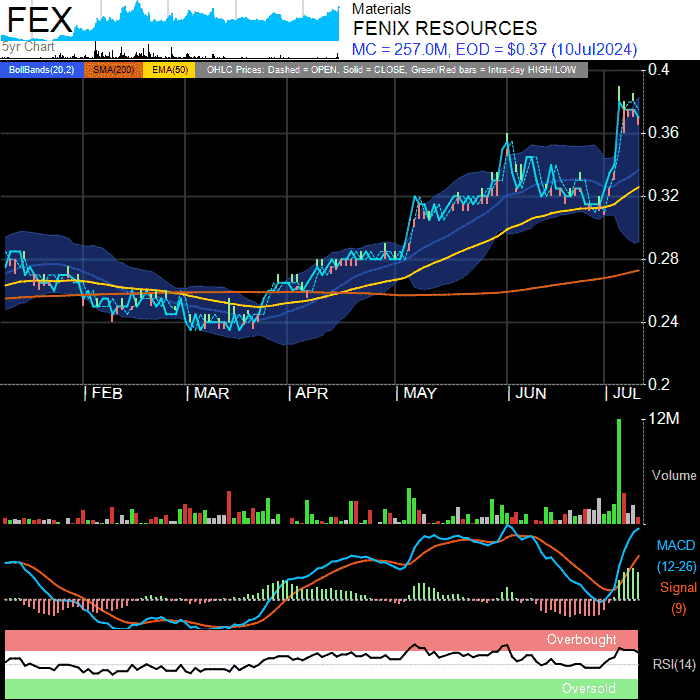 FEX
5yr Chart
Materials
FENIX RESOURCES
MC = 257.0M, EOD = $0.37 (10Jul2024)
BollBands(20,2) SMA(200) EMA(50) OHLC Prices: Dashed = OPEN, Solid = CLOSE, Green/Red bars = Intra-day HIGH/LOW
0.4
0.36
0.32
0.28
0.24
0.2
FEB MAR APR MAY JUN JUL
12M
Volume
MACD
(12-26)
Signal
(9)
Overbought
RSI(14)
Oversold